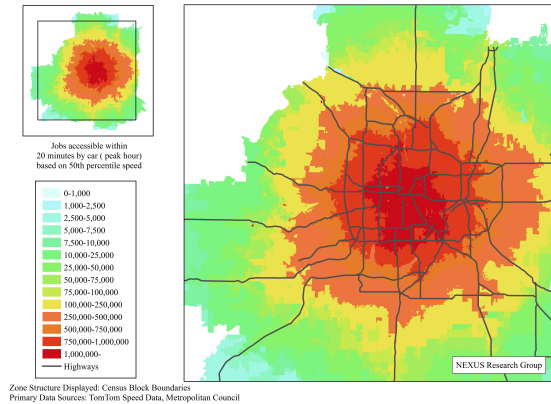 Jobs accessible within
20 minutes by car ( peak hour)
based on 50th percentile speed
0-1,000
1,000-2,500
2,500-5,000
5,000-7,500
7,500-10,000
10,000-25,000
25,000-50,000
50,000-75,000
75,000-100,000
100,000-250,000
250,000-500,000
500,000-750,000
750,000-1,000,000
1,000,000-
Highways
NEXUS Research Group
Zone Structure Displayed: Census Block Boundaries
Primary Data Sources: TomTom Speed Data, Metropolitan Council